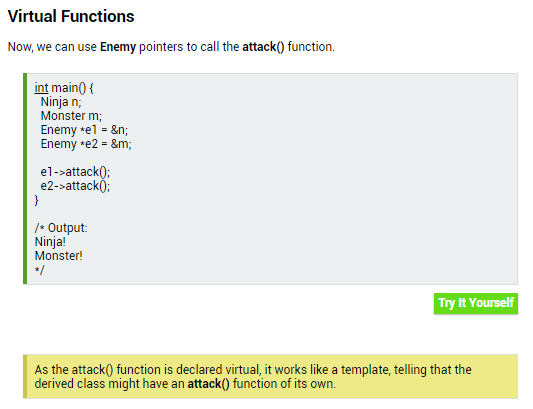 Virtual Functions
Now, we can use Enemy pointers to call the attack() function.
int main() {
Ninja n;
Monster m;
Enemy *e1 = &n;
Enemy *e2 = &m;
e1->attack();
e2->attack();
}
/* Output:
Ninja!
Monster!
*/
Try It Yourself
As the attack() function is declared virtual, it works like a template, telling that the
derived class might have an attack() function of its own.